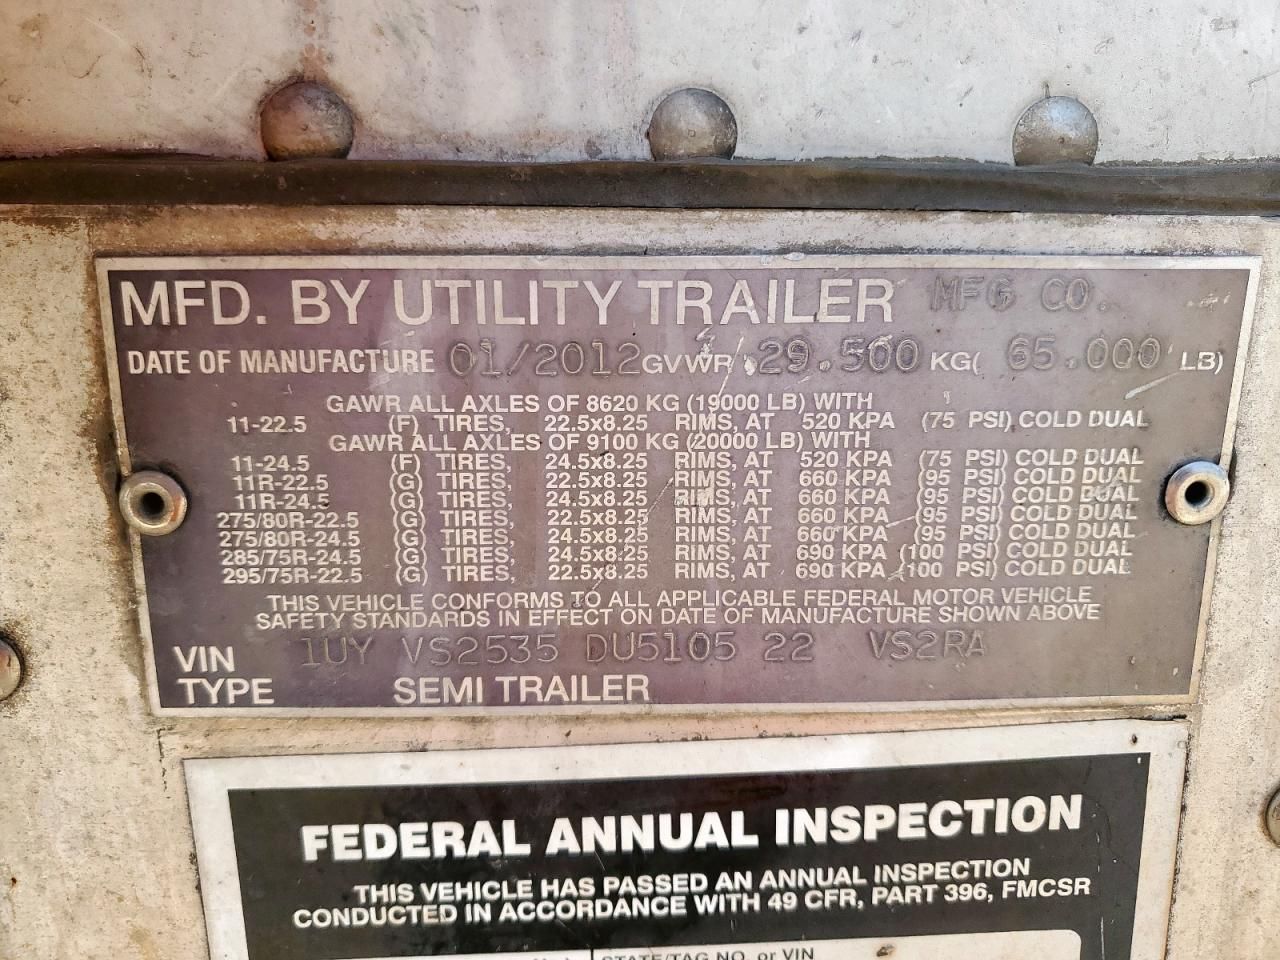 MFD. BY UTILITY TRAILER MFG CO.
DATE OF MANUFACTURE 01/2012 GVWR 29.500 KG( 65.000 LB)
GAWR ALL AXLES OF 8620 KG (19000 LB) WITH
11-22.5 (F) TIRES, 22.5x8.25 RIMS, AT 520 KPA (75 PSI) COLD DUAL
GAWR ALL AXLES OF 9100 KG (20000 LB) WITH
11-24.5 (F) TIRES, 24.5x8.25 RIMS, AT 520 KPA (75 PSI) COLD DUAL
11R-22.5 (G) TIRES, 22.5x8.25 RIMS, AT 660 KPA (95 PSI) COLD DUAL
11R-24.5 (G) TIRES, 24.5x8.25 RIMS, AT 660 KPA (95 PSI) COLD DUAL
275/80R-22.5 (G) TIRES, 22.5x8.25 RIMS, AT 660 KPA (95 PSI) COLD DUAL
275/80R-24.5 (G) TIRES, 24.5x8.25 RIMS, AT 660 KPA (95 PSI) COLD DUAL
285/75R-24.5 (G) TIRES, 24.5x8.25 RIMS, AT 690 KPA (100 PSI) COLD DUAL
295/75R-22.5 (G) TIRES, 22.5x8.25 RIMS, AT 690 KPA (100 PSI) COLD DUAL
THIS VEHICLE CONFORMS TO ALL APPLICABLE FEDERAL MOTOR VEHICLE
SAFETY STANDARDS IN EFFECT ON DATE OF MANUFACTURE SHOWN ABOVE
VIN 1UY VS2535 DU5105 22 VS2RA
TYPE SEMI TRAILER
FEDERAL ANNUAL INSPECTION
THIS VEHICLE HAS PASSED AN ANNUAL INSPECTION
CONDUCTED IN ACCORDANCE WITH 49 CFR, PART 396, FMCSR
STATE/TAG NO. or VIN